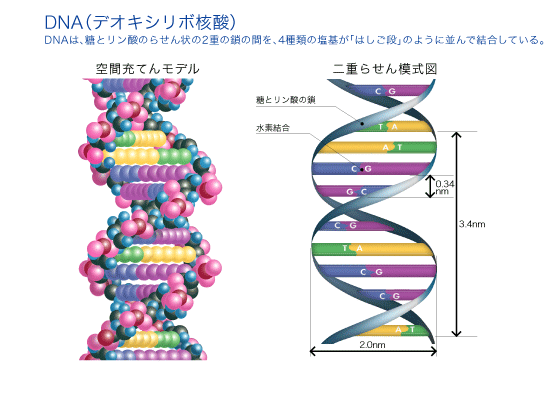 DNA（デオキシリボ核酸）
DNAは、糖とリン酸のらせん状の2重の鎖の間を、4種類の塩基が「はしご段」のように並んで結合している。
空間充てんモデル
二重らせん模式図
C G
糖とリン酸の鎖
T A
水素結合
A T
C G
0.34
nm
G C
3.4nm
C G
T A
C G
C G
A T
2.0nm